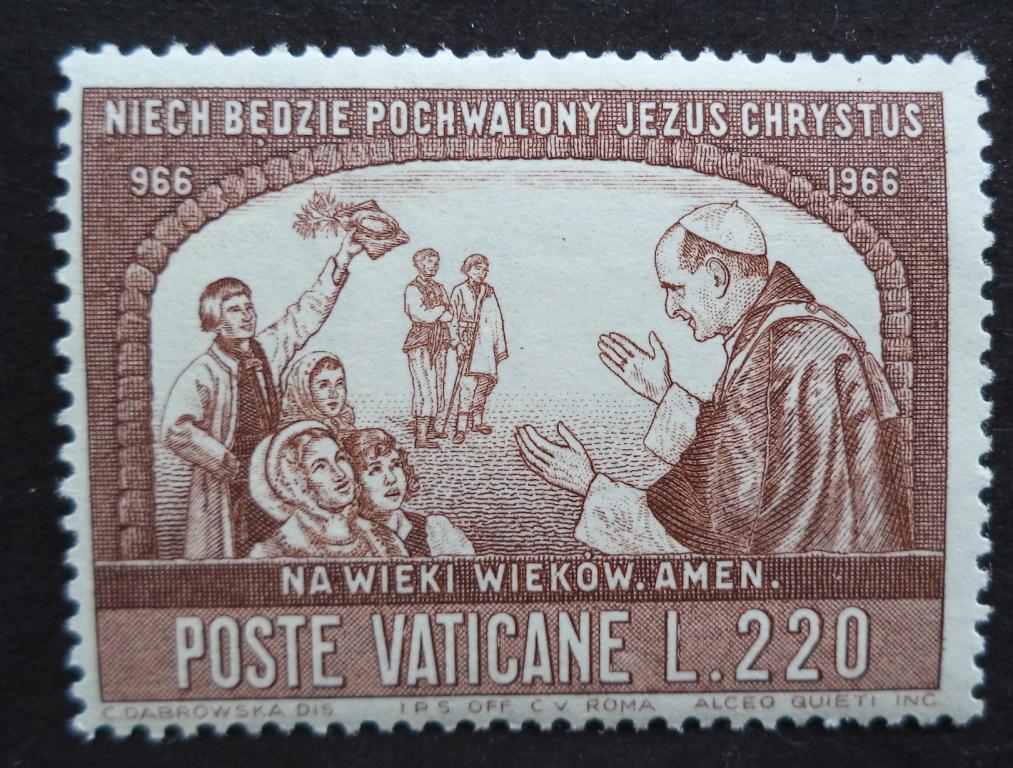 NIECH BĘDZIE POCHWALONY JEZUS CHRYSTUS
966 1966
NA WIEKI WIEKÓW. AMEN.
POSTE VATICANE L. 220
C. DABROWSKA DIS. I.P.S. OFF. C.V. ROMA ALCEO QUIETI INC.